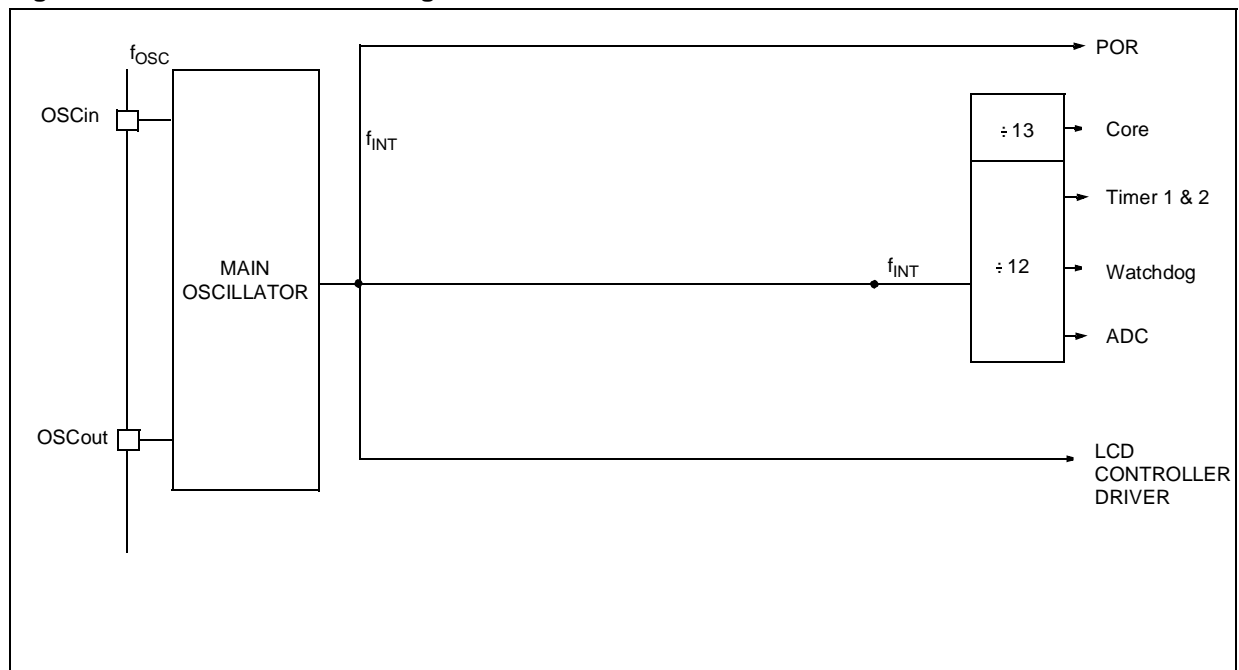 fOSC
POR
OSCin
÷13
Core
fINT
Timer 1 & 2
MAIN
OSCILLATOR
fINT
÷12
Watchdog
ADC
OSCout
LCD
CONTROLLER
DRIVER